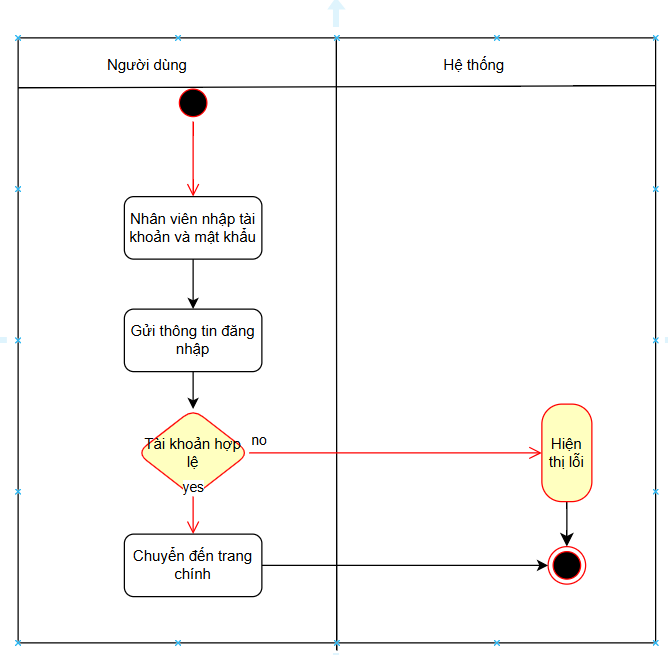 Người dùng
Hệ thống
Nhân viên nhập tài
khoản và mật khẩu
Gửi thông tin đăng
nhập
Tài khoản hợp
lệ
no
yes
Hiện
thị lỗi
Chuyển đến trang
chính